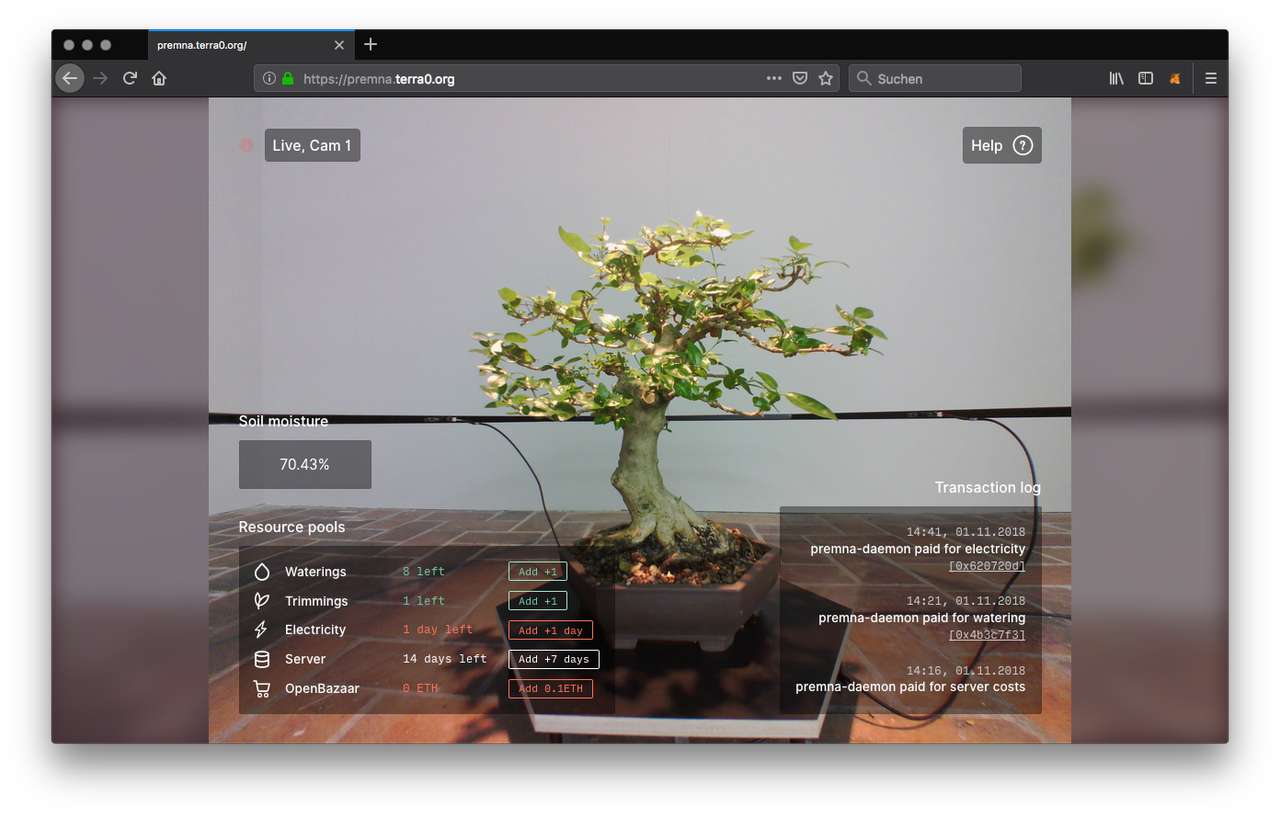 premna.terra0.org/
https://premna.terra0.org
Suchen
Live, Cam 1
Help ?
Soil moisture
70.43%
Resource pools
Waterings 8 left Add +1
Trimmings 1 left Add +1
Electricity 1 day left Add +1 day
Server 14 days left Add +7 days
OpenBazaar 0 ETH Add 0.1ETH
Transaction log
14:41, 01.11.2018
premna-daemon paid for electricity
[0x620720d]
14:21, 01.11.2018
premna-daemon paid for watering
[0x4b3c7f3]
14:16, 01.11.2018
premna-daemon paid for server costs